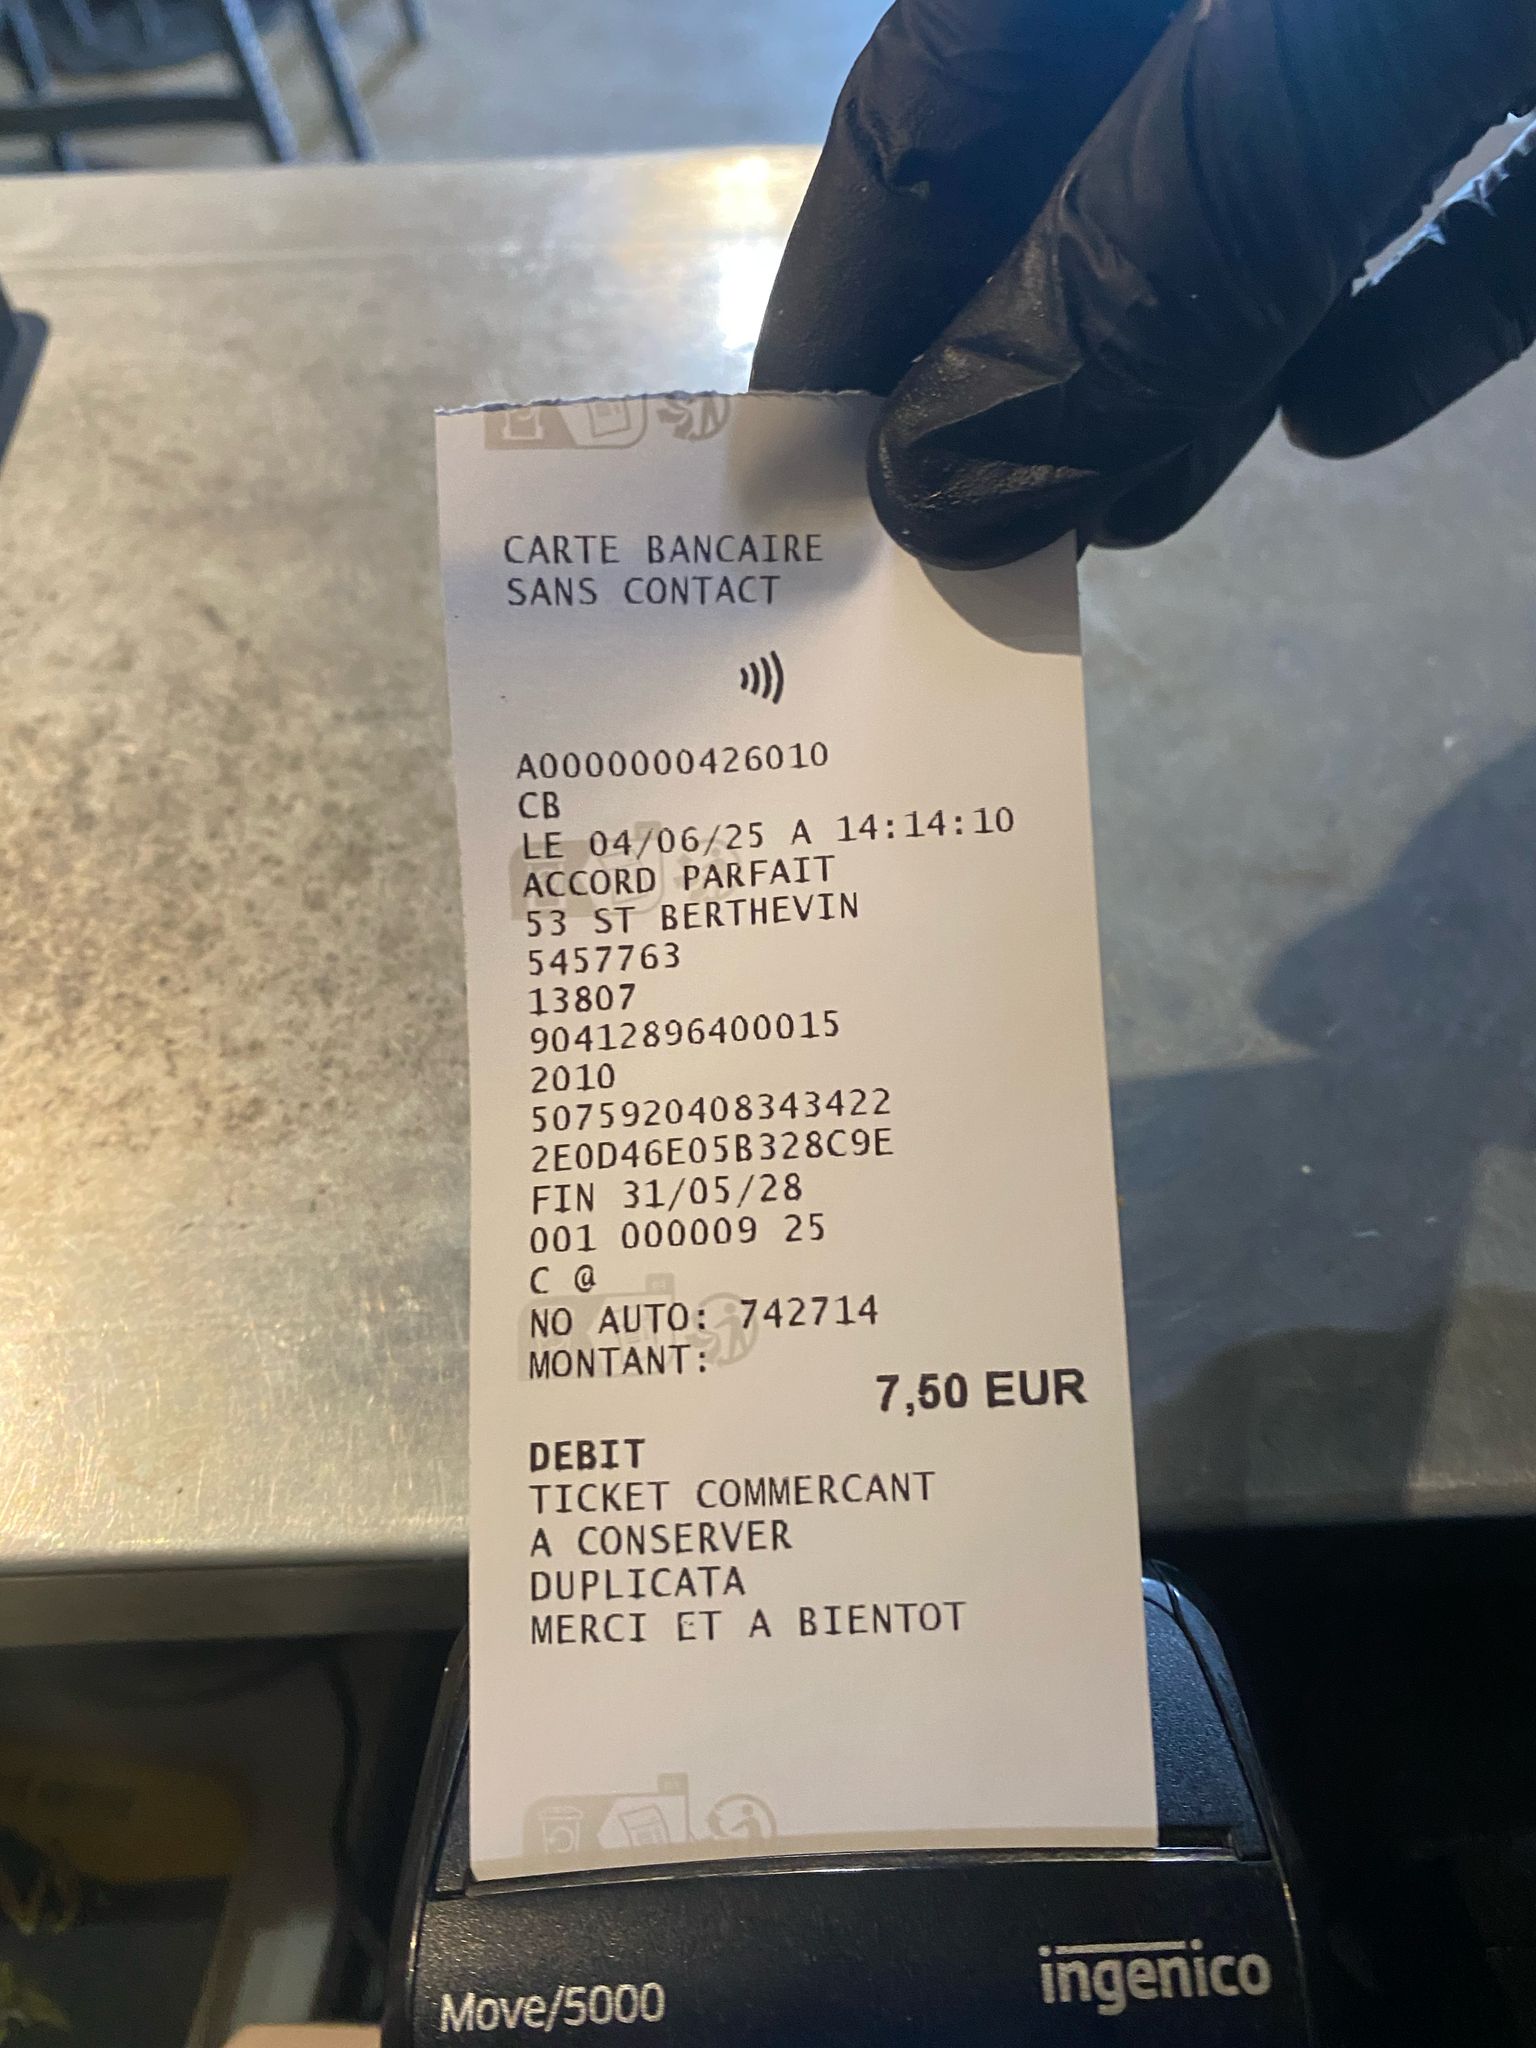 CARTE BANCAIRE
SANS CONTACT
A0000000426010
CB
LE 04/06/25 A 14:14:10
ACCORD PARFAIT
53 ST BERTHEVIN
5457763
13807
90412896400015
2010
5075920408343422
2E0D46E05B328C9E
FIN 31/05/28
001 000009 25
C @
NO AUTO: 742714
MONTANT:
7,50 EUR
DEBIT
TICKET COMMERCANT
A CONSERVER
DUPLICATA
MERCI ET A BIENTOT
Move/5000
ingenico